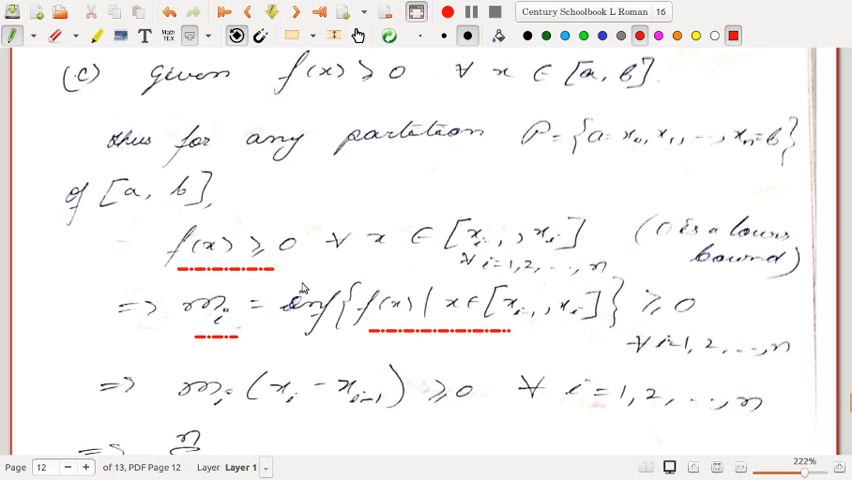 Century Schoolbook L Roman 16
(c) Given f(x) ≥ 0 ∀ x ∈ [a, b].
thus for any partition P = {a = x₀, x₁, ..., xₙ = b}
of [a, b],
f(x) ≥ 0 ∀ x ∈ [xᵢ₋₁, xᵢ] (0 is a lower
∀ i = 1, 2, ..., n bound)
=> mᵢ = inf{f(x) | x ∈ [xᵢ₋₁, xᵢ]} ≥ 0
∀ i = 1, 2, ..., n
=> mᵢ (xᵢ - xᵢ₋₁) ≥ 0 ∀ i = 1, 2, ..., n
=> n
Page 12 of 13, PDF Page 12 Layer Layer 1 222%